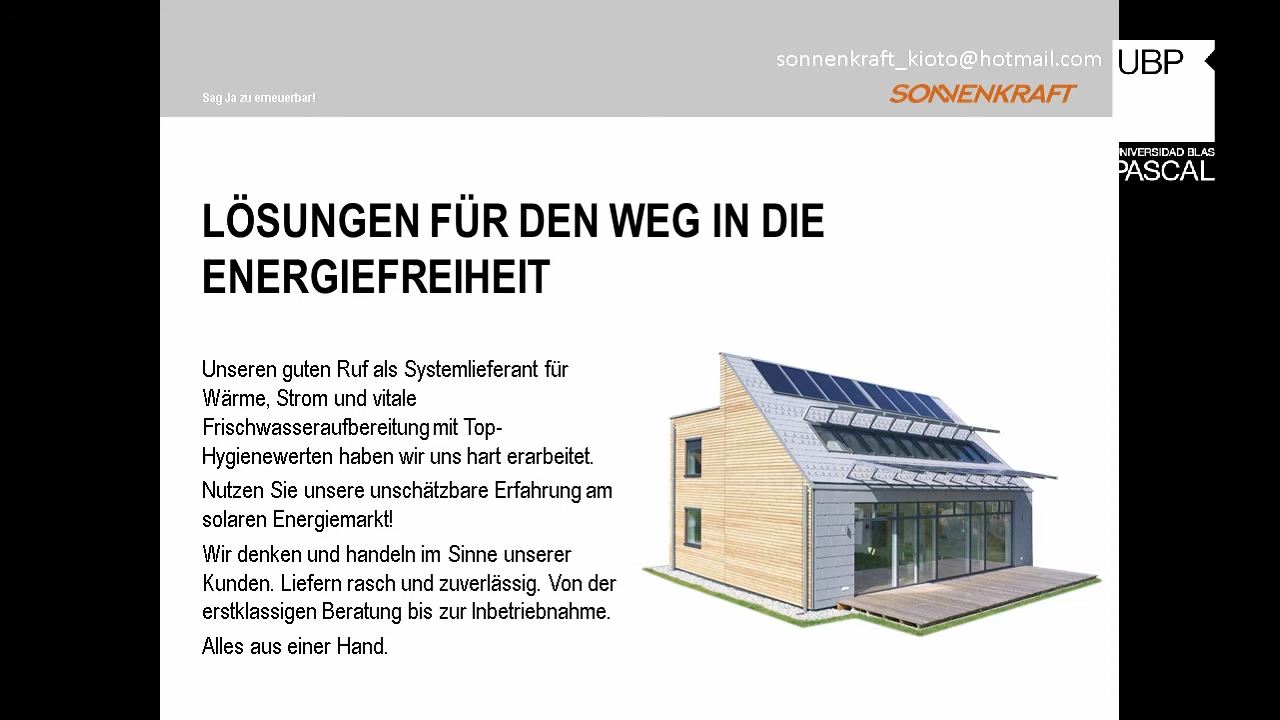 sonnenkraft_kioto@hotmail.com
SONNENKRAFT
Sag Ja zu erneuerbar!
UBP
UNIVERSIDAD BLAS
PASCAL
LÖSUNGEN FÜR DEN WEG IN DIE
ENERGIEFREIHEIT
Unseren guten Ruf als Systemlieferant für
Wärme, Strom und vitale
Frischwasseraufbereitung mit Top-
Hygienewerten haben wir uns hart erarbeitet.
Nutzen Sie unsere unschätzbare Erfahrung am
solaren Energiemarkt!
Wir denken und handeln im Sinne unserer
Kunden. Liefern rasch und zuverlässig. Von der
erstklassigen Beratung bis zur Inbetriebnahme.
Alles aus einer Hand.